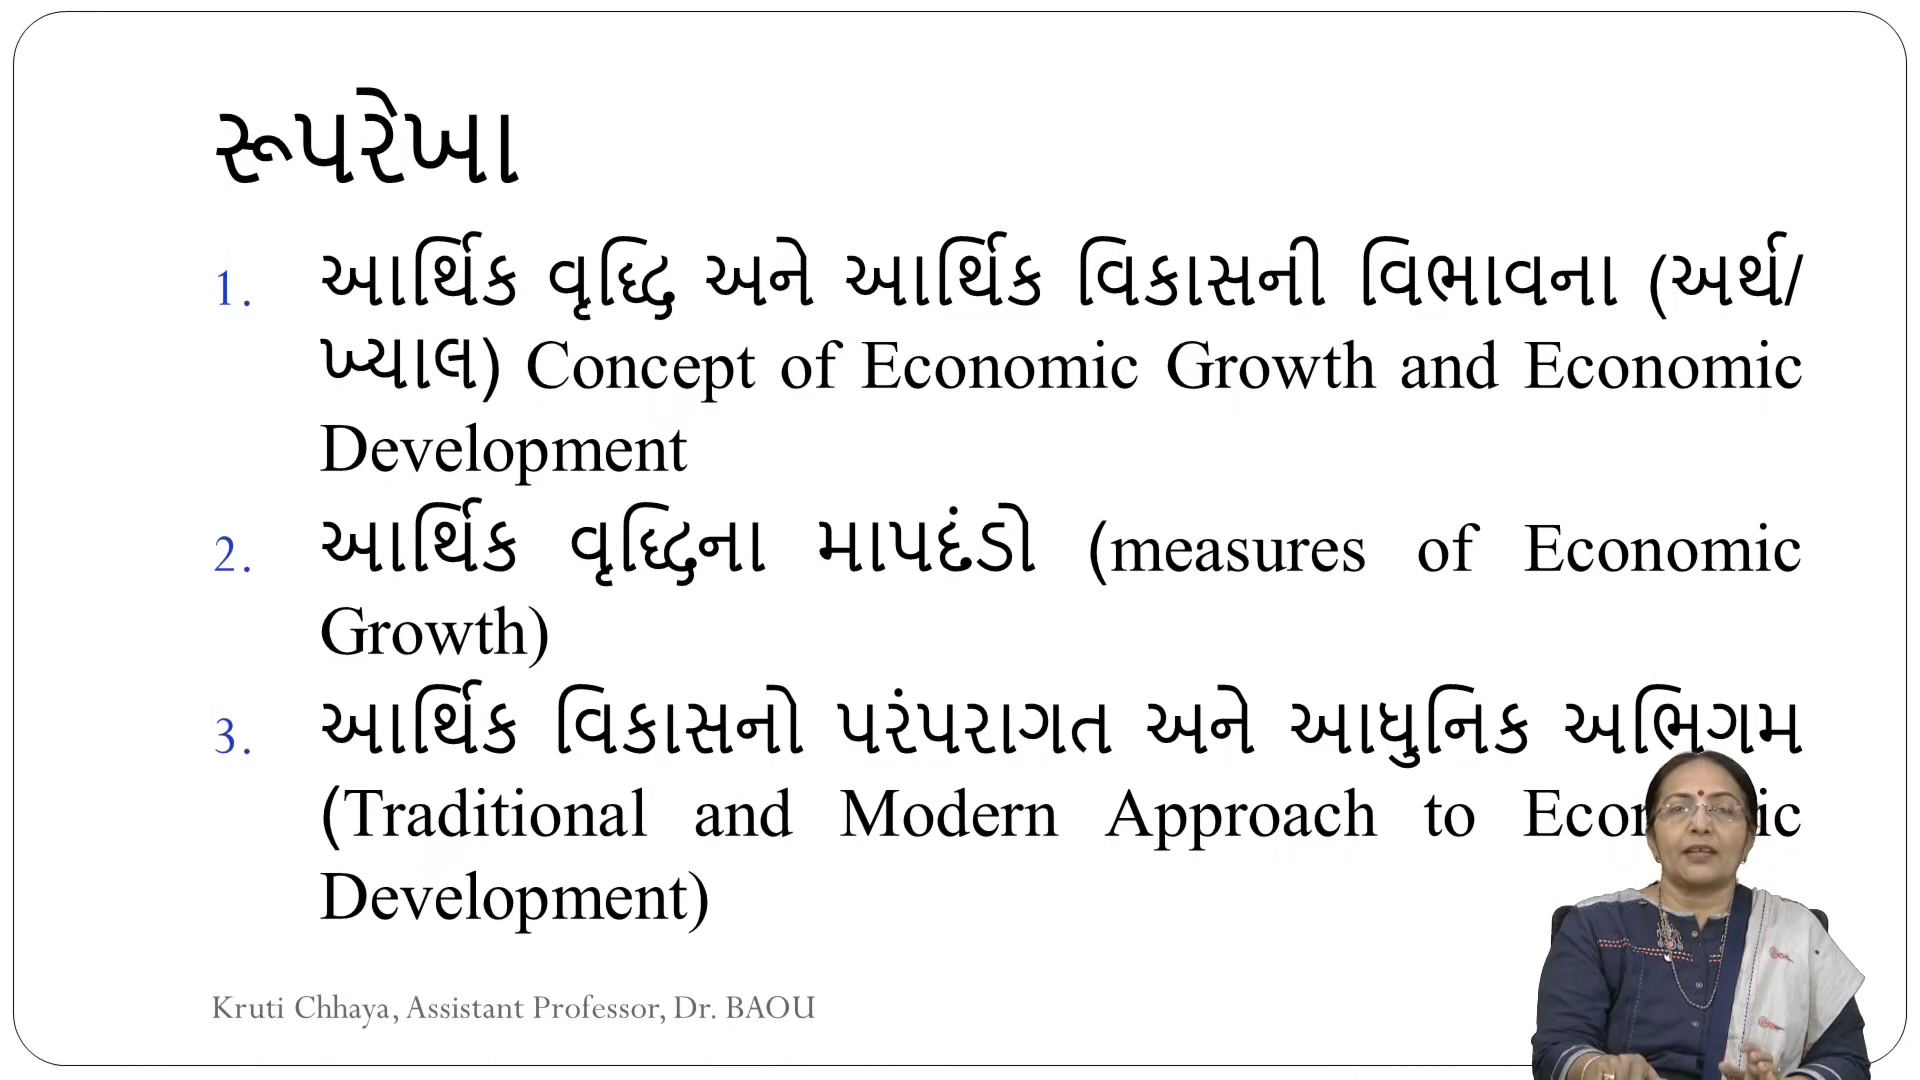 રૂપરેખા
1. આર્થિક વૃધ્ધિ અને આર્થિક વિકાસની વિભાવના (અર્થ/
ખ્યાલ) Concept of Economic Growth and Economic
Development
2. આર્થિક વૃધ્ધિના માપદંડો (measures of Economic
Growth)
3. આર્થિક વિકાસનો પરંપરાગત અને આધુનિક અભિગમ
(Traditional and Modern Approach to
Development)
Kruti Chhaya, Assistant Professor, Dr. BAOU